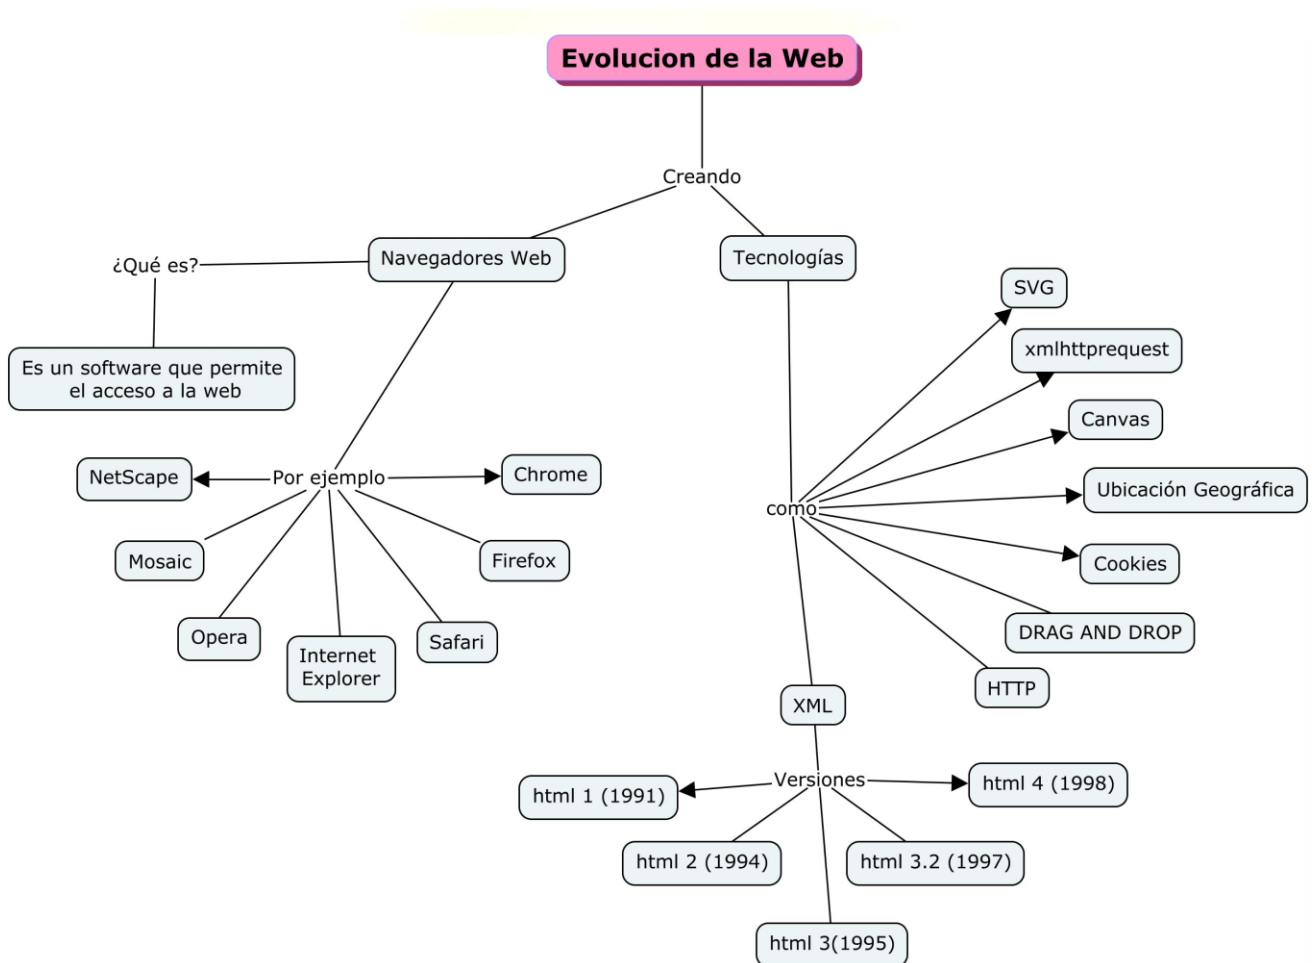 Evolucion de la Web
Creando
Navegadores Web
Tecnologías
¿Qué es?
Es un software que permite
el acceso a la web
Por ejemplo
NetScape
Mosaic
Opera
Internet
Explorer
Safari
Firefox
Chrome
como
SVG
xmlhttprequest
Canvas
Ubicación Geográfica
Cookies
DRAG AND DROP
HTTP
XML
Versiones
html 1 (1991)
html 2 (1994)
html 3(1995)
html 3.2 (1997)
html 4 (1998)